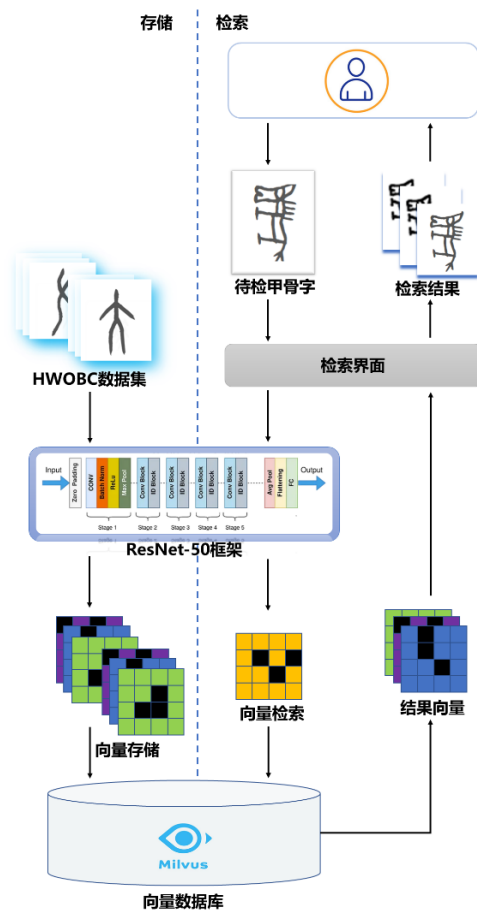 存储
检索
待检甲骨字
检索结果
HWOBC数据集
检索界面
Input
Zero Padding
CONV
Batch Norm
ReLu
Max Pool
Conv Block
ID Block
Conv Block
ID Block
Conv Block
ID Block
Conv Block
ID Block
Avg Pool
Flattering
FC
Output
Stage 1
Stage 2
Stage 3
Stage 4
Stage 5
ResNet-50框架
向量存储
向量检索
结果向量
Milvus
向量数据库